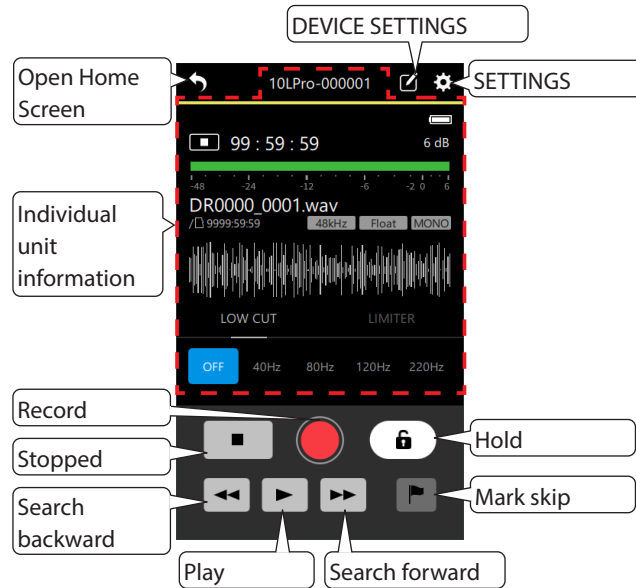 DEVICE SETTINGS
Open Home
Screen
10LPro-000001
SETTINGS
99 : 59 : 59
6 dB
-48 -24 -12 -6 -2 0 6
DR0000_0001.wav
/ 9999:59:59
48kHz Float MONO
Individual
unit
information
LOW CUT LIMITER
OFF 40Hz 80Hz 120Hz 220Hz
Record
Stopped
Hold
Search
backward
Mark skip
Play
Search forward